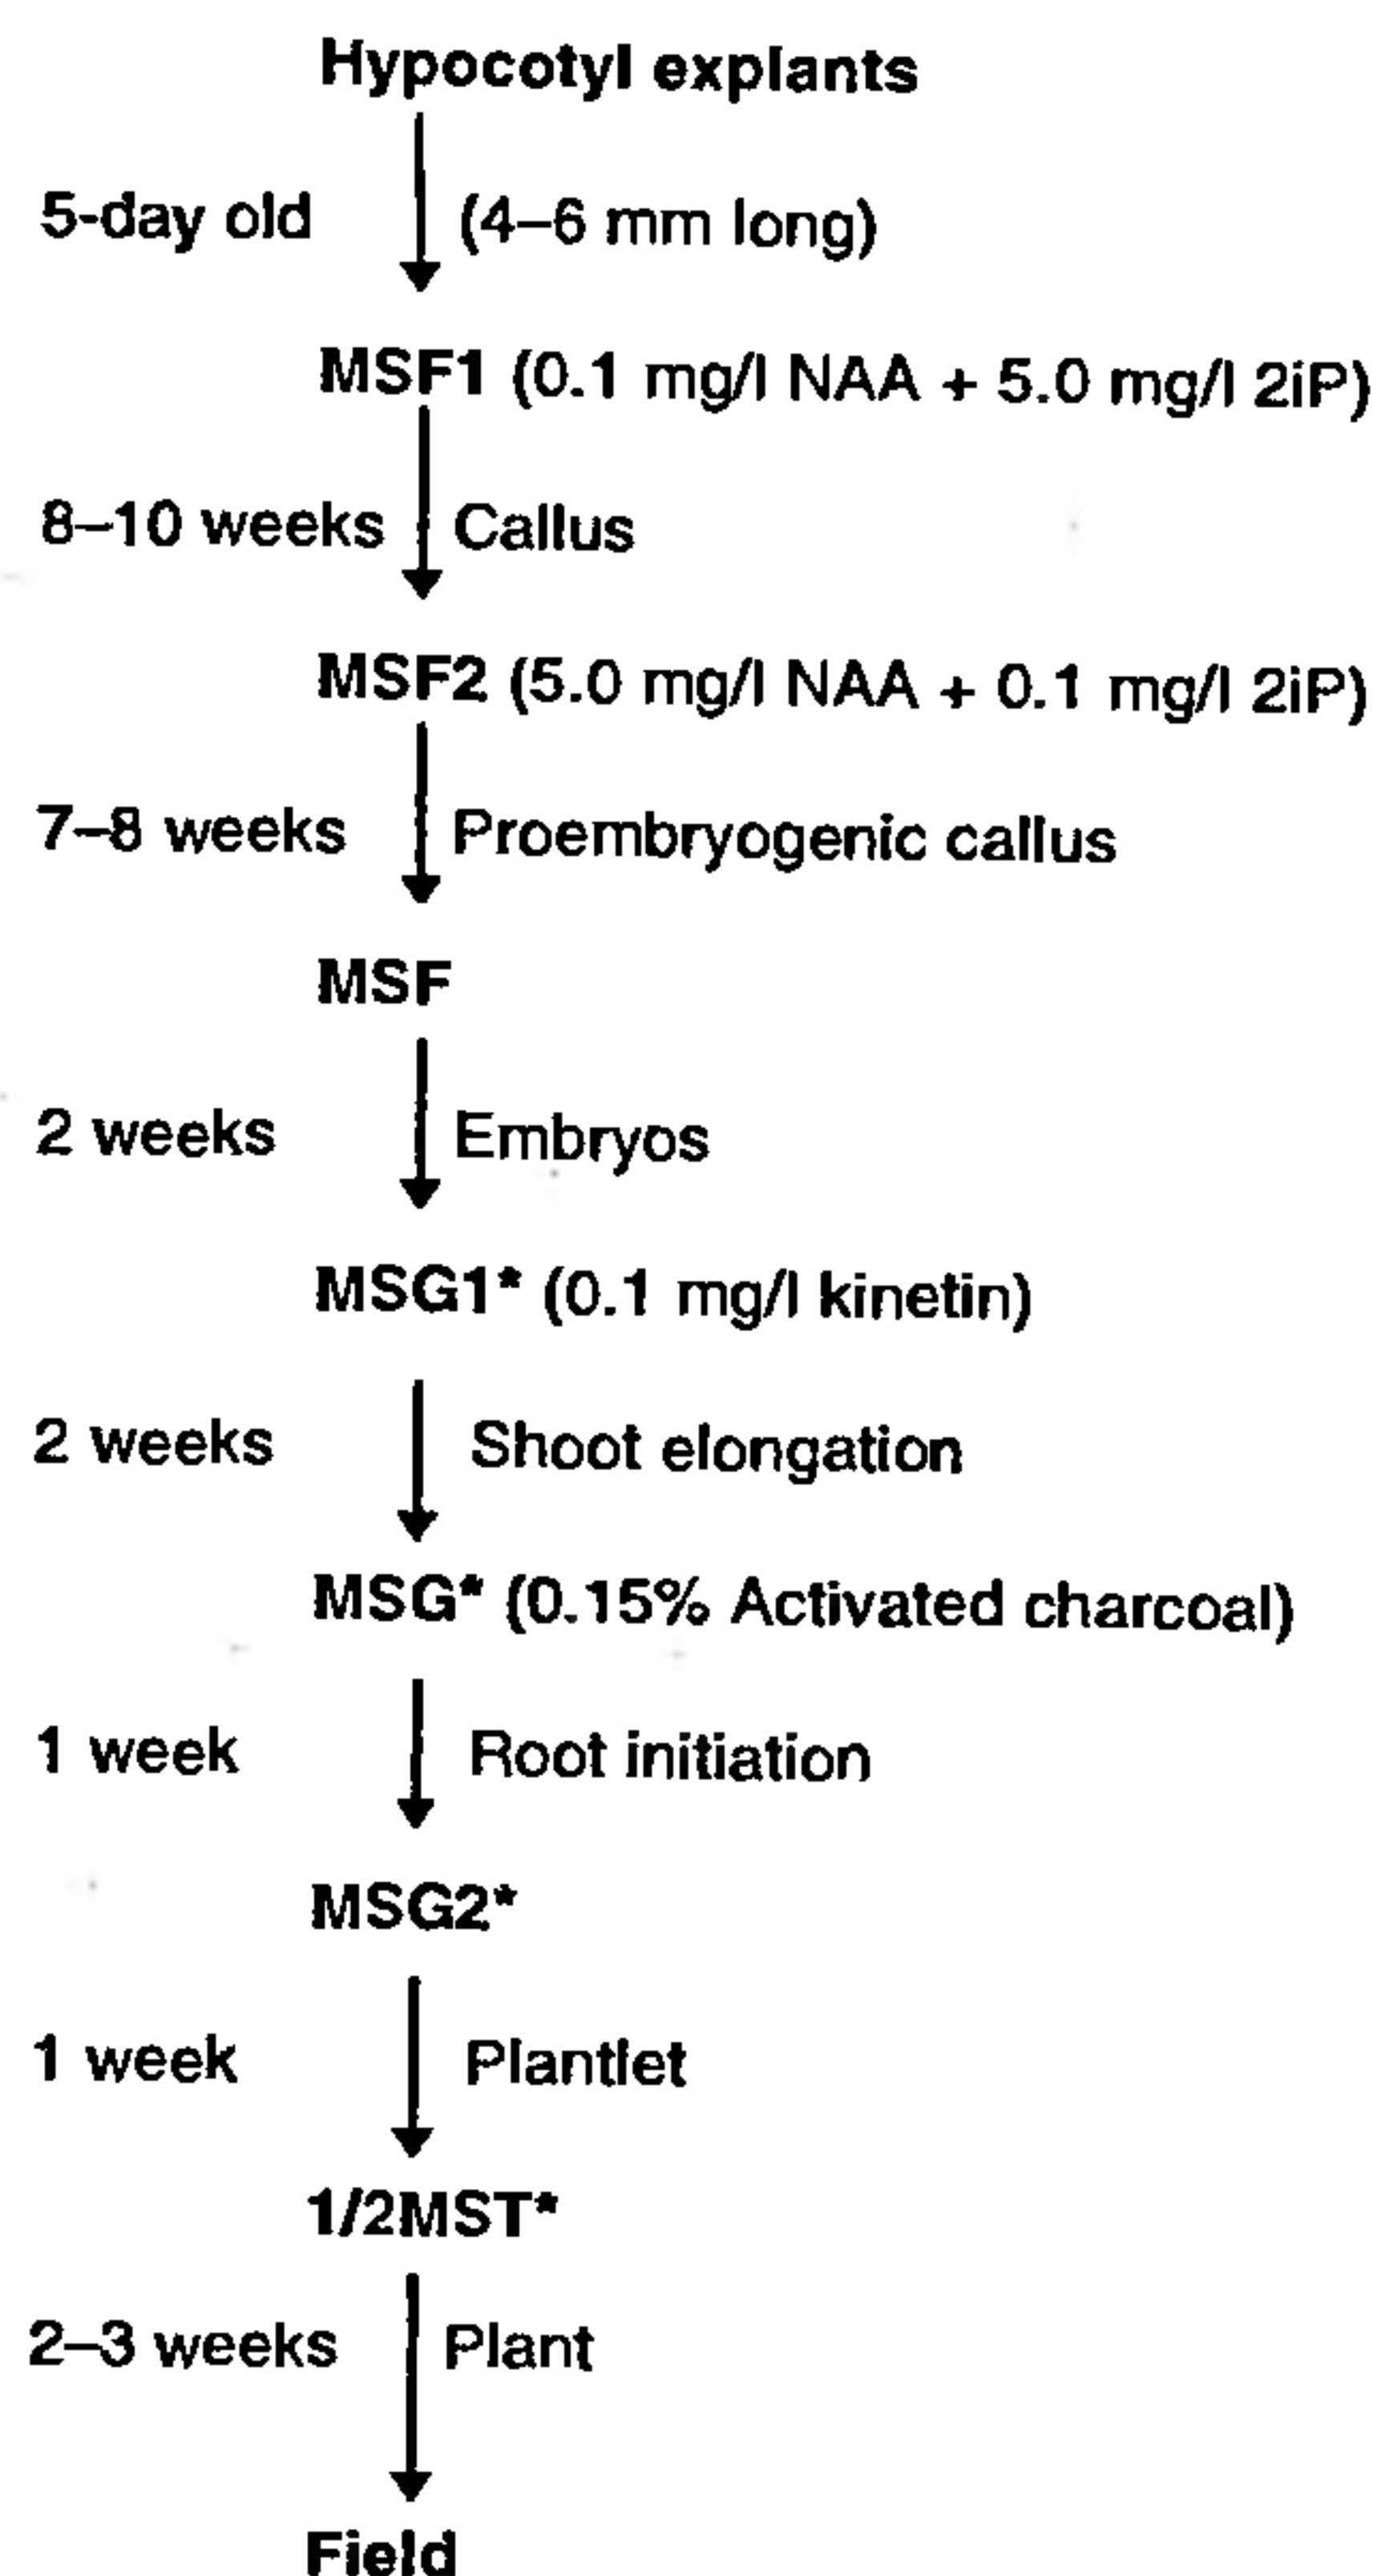 Hypocotyl explants
5-day old (4–6 mm long)
MSF1 (0.1 mg/l NAA + 5.0 mg/l 2iP)
8–10 weeks Callus
MSF2 (5.0 mg/l NAA + 0.1 mg/l 2iP)
7–8 weeks Proembryogenic callus
MSF
2 weeks Embryos
MSG1* (0.1 mg/l kinetin)
2 weeks Shoot elongation
MSG* (0.15% Activated charcoal)
1 week Root initiation
MSG2*
1 week Plantlet
1/2MST*
2–3 weeks Plant
Field